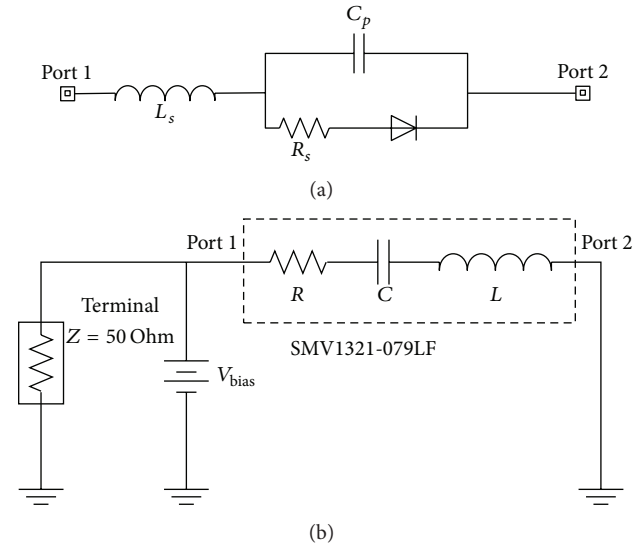 C_p
Port 1
Port 2
L_s
R_s
(a)
Port 1
Port 2
R
C
L
Terminal
Z = 50 Ohm
SMV1321-079LF
V_bias
(b)